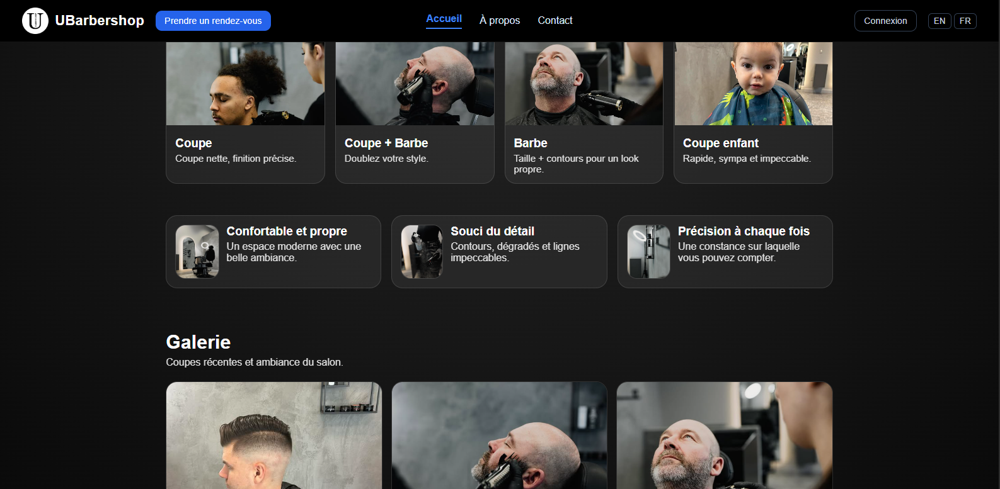 U
UBarbershop
Prendre un rendez-vous
Accueil
À propos
Contact
Connexion
EN
FR
Coupe
Coupe nette, finition précise.
Coupe + Barbe
Doublez votre style.
Barbe
Taille + contours pour un look
propre.
Coupe enfant
Rapide, sympa et impeccable.
Confortable et propre
Un espace moderne avec une
belle ambiance.
Souci du détail
Contours, dégradés et lignes
impeccables.
Précision à chaque fois
Une constance sur laquelle
vous pouvez compter.
Galerie
Coupes récentes et ambiance du salon.